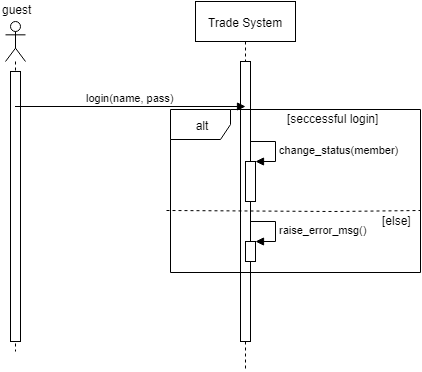 guest
Trade System
login(name, pass)
alt
[seccessful login]
change_status(member)
[else]
raise_error_msg()